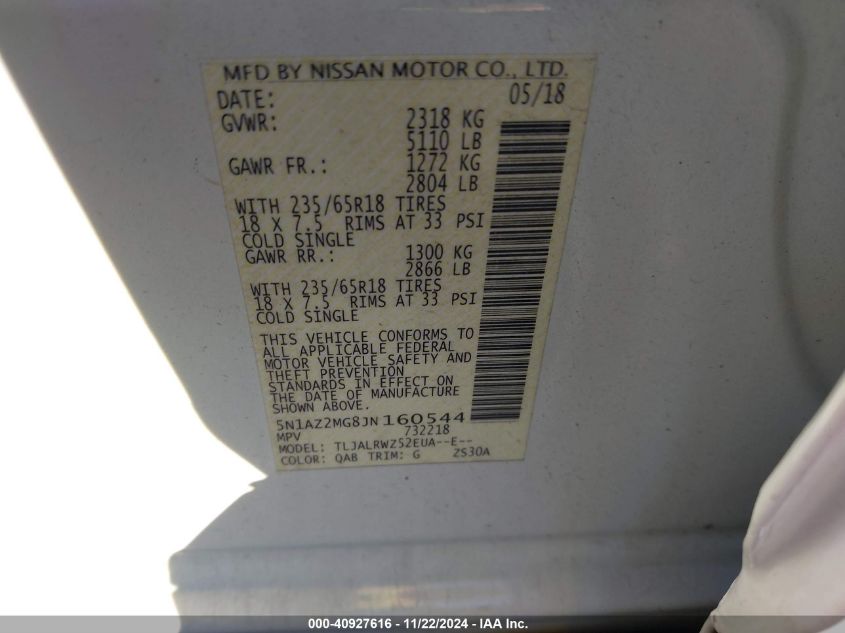 MFD BY NISSAN MOTOR CO., LTD.
DATE: 05/18
GVWR: 2318 KG
5110 LB
GAWR FR.: 1272 KG
2804 LB
WITH 235/65R18 TIRES
18 X 7.5 RIMS AT 33 PSI
COLD SINGLE
GAWR RR.: 1300 KG
2866 LB
WITH 235/65R18 TIRES
18 X 7.5 RIMS AT 33 PSI
COLD SINGLE
THIS VEHICLE CONFORMS TO
ALL APPLICABLE FEDERAL
MOTOR VEHICLE SAFETY AND
THEFT PREVENTION
STANDARDS IN EFFECT ON
THE DATE OF MANUFACTURE
SHOWN ABOVE.
5N1AZ2MG8JN160544
MPV 732218
MODEL: TLJALRWZ52EUA--E--
COLOR: QAB TRIM: G ZS30A
000-40927616 - 11/22/2024 - IAA Inc.